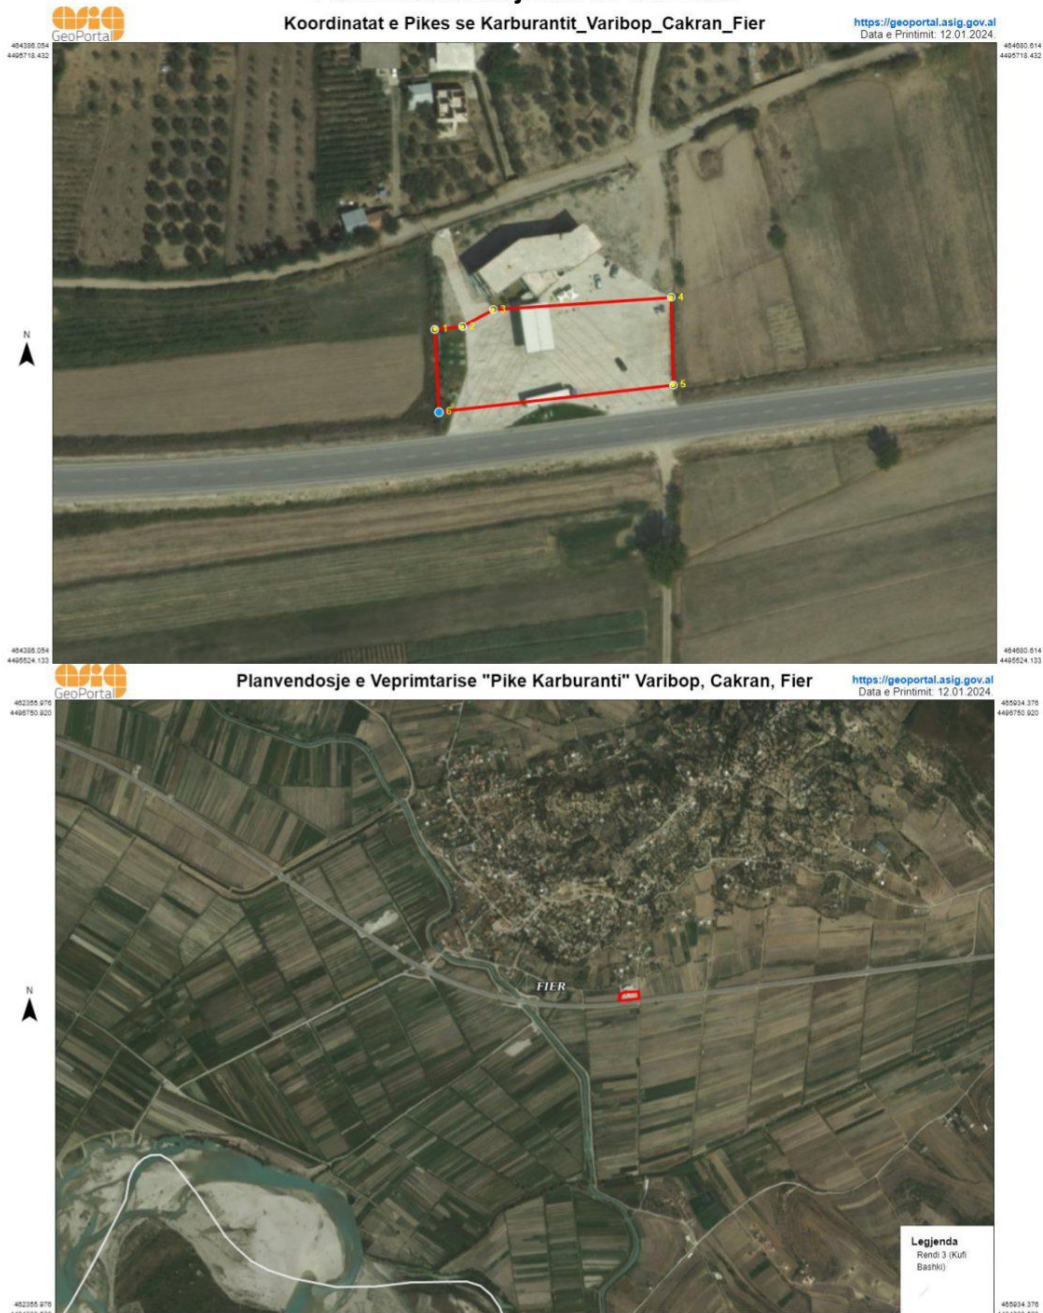 asig
GeoPortal
Koordinatat e Pikes se Karburantit_Varibop_Cakran_Fier
https://geoportal.asig.gov.al
Data e Printimit: 12.01.2024.
464386.054
4495718.432
464680.614
4495718.432
N
1
2
3
4
5
6
464386.054
4495524.133
464680.614
4495524.133
asig
GeoPortal
Planvendosje e Veprimtarise "Pike Karburanti" Varibop, Cakran, Fier
https://geoportal.asig.gov.al
Data e Printimit: 12.01.2024.
462355.976
4496750.920
465934.376
4496750.920
N
FIER
Legjenda
Rendi 3 (Kufi
Bashki)
462355.976
465934.376